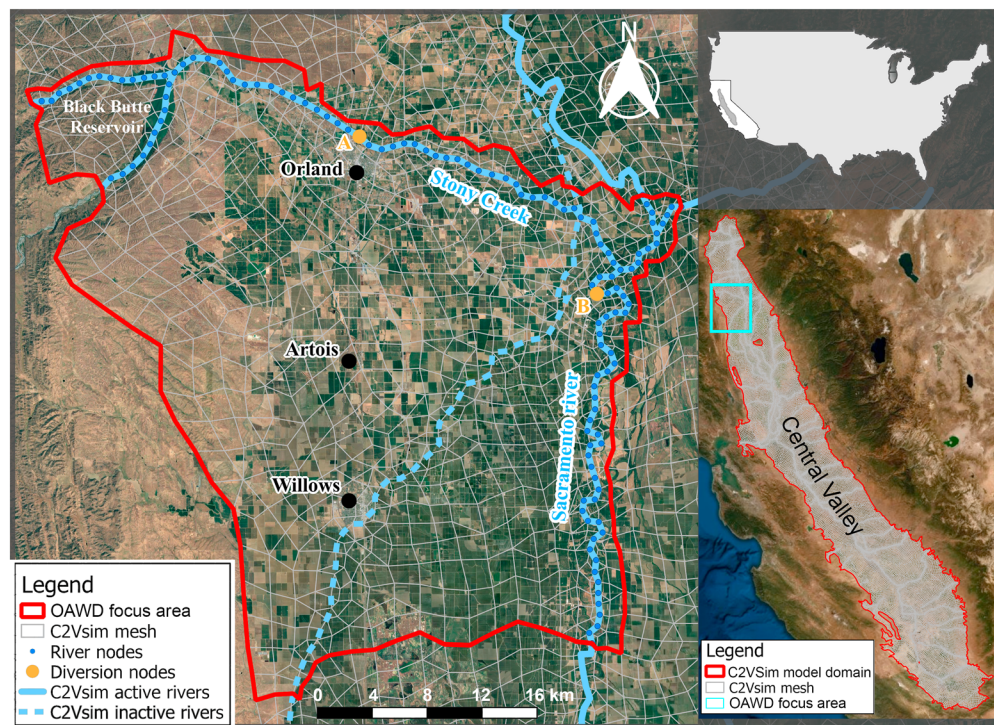 N
Black Butte
Reservoir
A
Orland
Stony Creek
B
Artois
Sacramento river
Willows
Legend
OAWD focus area
C2Vsim mesh
River nodes
Diversion nodes
C2Vsim active rivers
C2Vsim inactive rivers
0 4 8 12 16 km
Central Valley
Legend
C2VSim model domain
C2Vsim mesh
OAWD focus area